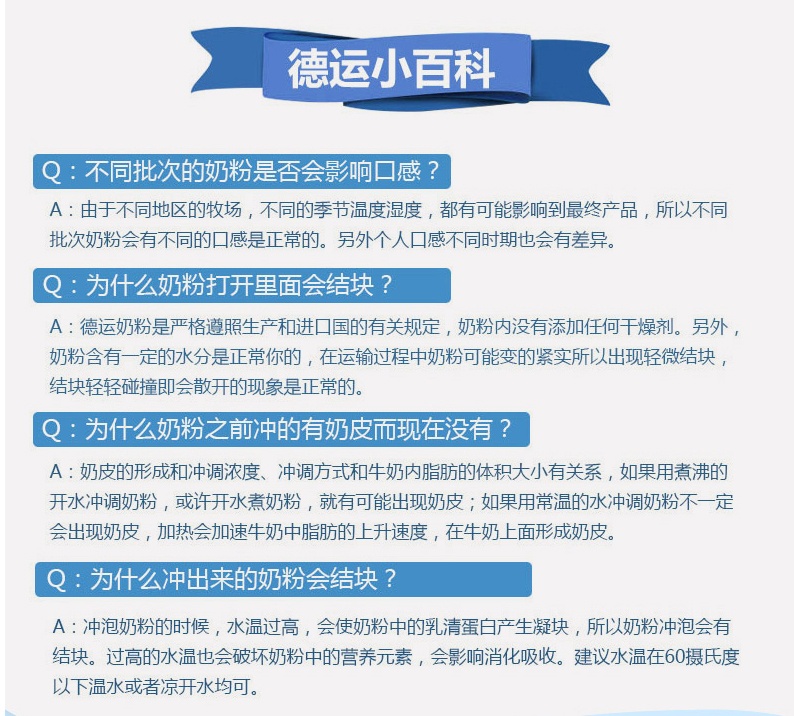 德运小百科
Q：不同批次的奶粉是否会影响口感？
A：由于不同地区的牧场，不同的季节温度湿度，都有可能影响到最终产品，所以不同
批次奶粉会有不同的口感是正常的。另外个人口感不同时期也会有差异。
Q：为什么奶粉打开里面会结块？
A：德运奶粉是严格遵照生产和进口国的有关规定，奶粉内没有添加任何干燥剂。另外，
奶粉含有一定的水分是正常你的，在运输过程中奶粉可能变的紧实所以出现轻微结块，
结块轻轻碰撞即会散开的现象是正常的。
Q：为什么奶粉之前冲的有奶皮而现在没有？
A：奶皮的形成和冲调浓度、冲调方式和牛奶内脂肪的体积大小有关系，如果用煮沸的
开水冲调奶粉，或许开水煮奶粉，就有可能出现奶皮；如果用常温的水冲调奶粉不一定
会出现奶皮，加热会加速牛奶中脂肪的上升速度，在牛奶上面形成奶皮。
Q：为什么冲出来的奶粉会结块？
A：冲泡奶粉的时候，水温过高，会使奶粉中的乳清蛋白产生凝块，所以奶粉冲泡会有
结块。过高的水温也会破坏奶粉中的营养元素，会影响消化吸收。建议水温在60摄氏度
以下温水或者凉开水均可。